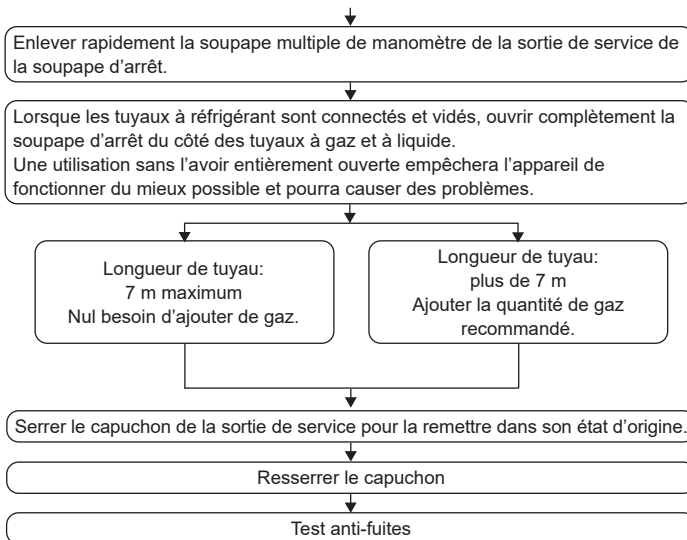 Enlever rapidement la soupape multiple de manomètre de la sortie de service de
la soupape d'arrêt.
Lorsque les tuyaux à réfrigérant sont connectés et vidés, ouvrir complètement la
soupape d'arrêt du côté des tuyaux à gaz et à liquide.
Une utilisation sans l'avoir entièrement ouverte empêchera l'appareil de
fonctionner du mieux possible et pourra causer des problèmes.
Longueur de tuyau:
7 m maximum
Nul besoin d'ajouter de gaz.
Longueur de tuyau:
plus de 7 m
Ajouter la quantité de gaz
recommandé.
Serrer le capuchon de la sortie de service pour la remettre dans son état d'origine.
Resserrer le capuchon
Test anti-fuites